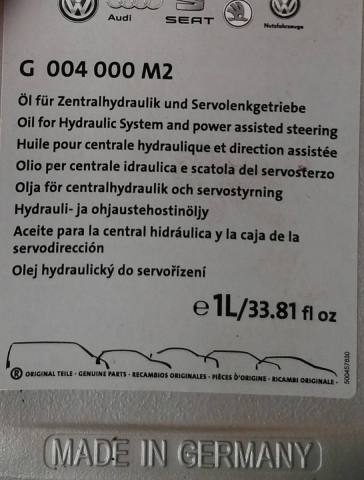 Audi
SEAT
Nutzfahrzeuge
G 004 000 M2
Öl für Zentralhydraulik und Servolenkgetriebe
Oil for Hydraulic System and power assisted steering
Huile pour centrale hydraulique et direction assistée
Olio per centrale idraulica e scatola del servosterzo
Olja för centralhydraulik och servostyrning
Hydrauli- ja ohjaustehostinöljy
Aceite para la central hidráulica y la caja de la
servodirección
Olej hydraulický do servořízení
e 1L/33.81 fl oz
® ORIGINAL TEILE · GENUINE PARTS · RECAMBIOS ORIGINALES · PIÈCES D'ORIGINE · RICAMBI ORIGINALE ·
500457830
MADE IN GERMANY